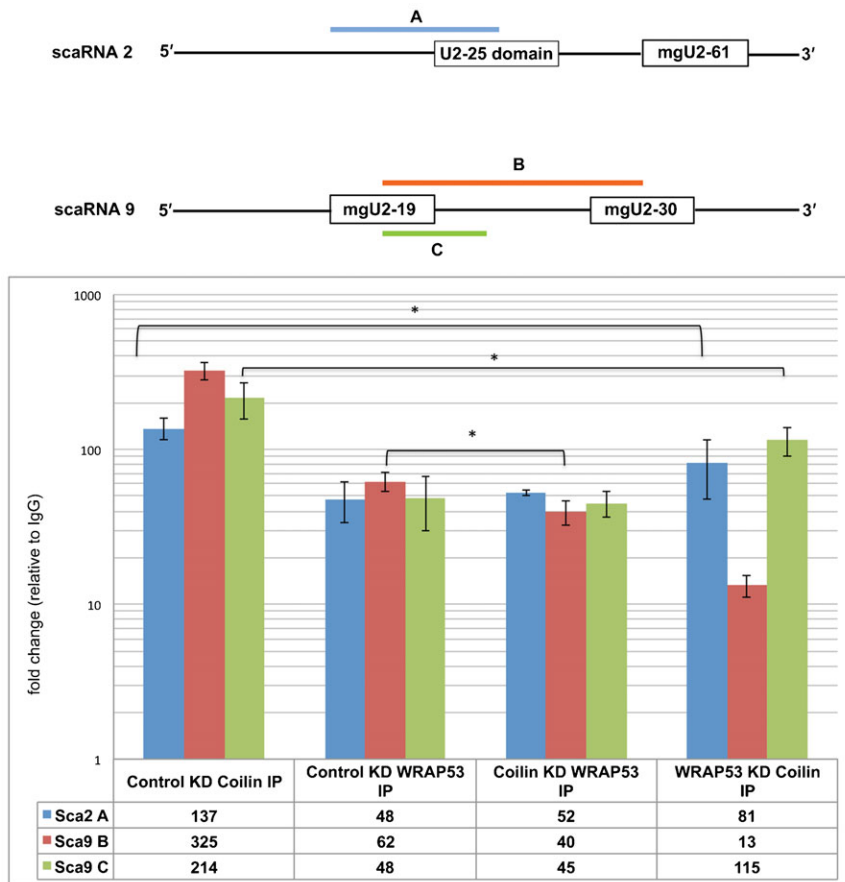 A
scaRNA 2 5′ U2-25 domain mgU2-61 3′
B
scaRNA 9 5′ mgU2-19 mgU2-30 3′
C
1000
*
*
100
*
10
1
fold change (relative to IgG)
Control KD Coilin IP
Control KD WRAP53
IP
Coilin KD WRAP53
IP
WRAP53 KD Coilin
IP
Sca2 A 137 48 52 81
Sca9 B 325 62 40 13
Sca9 C 214 48 45 115